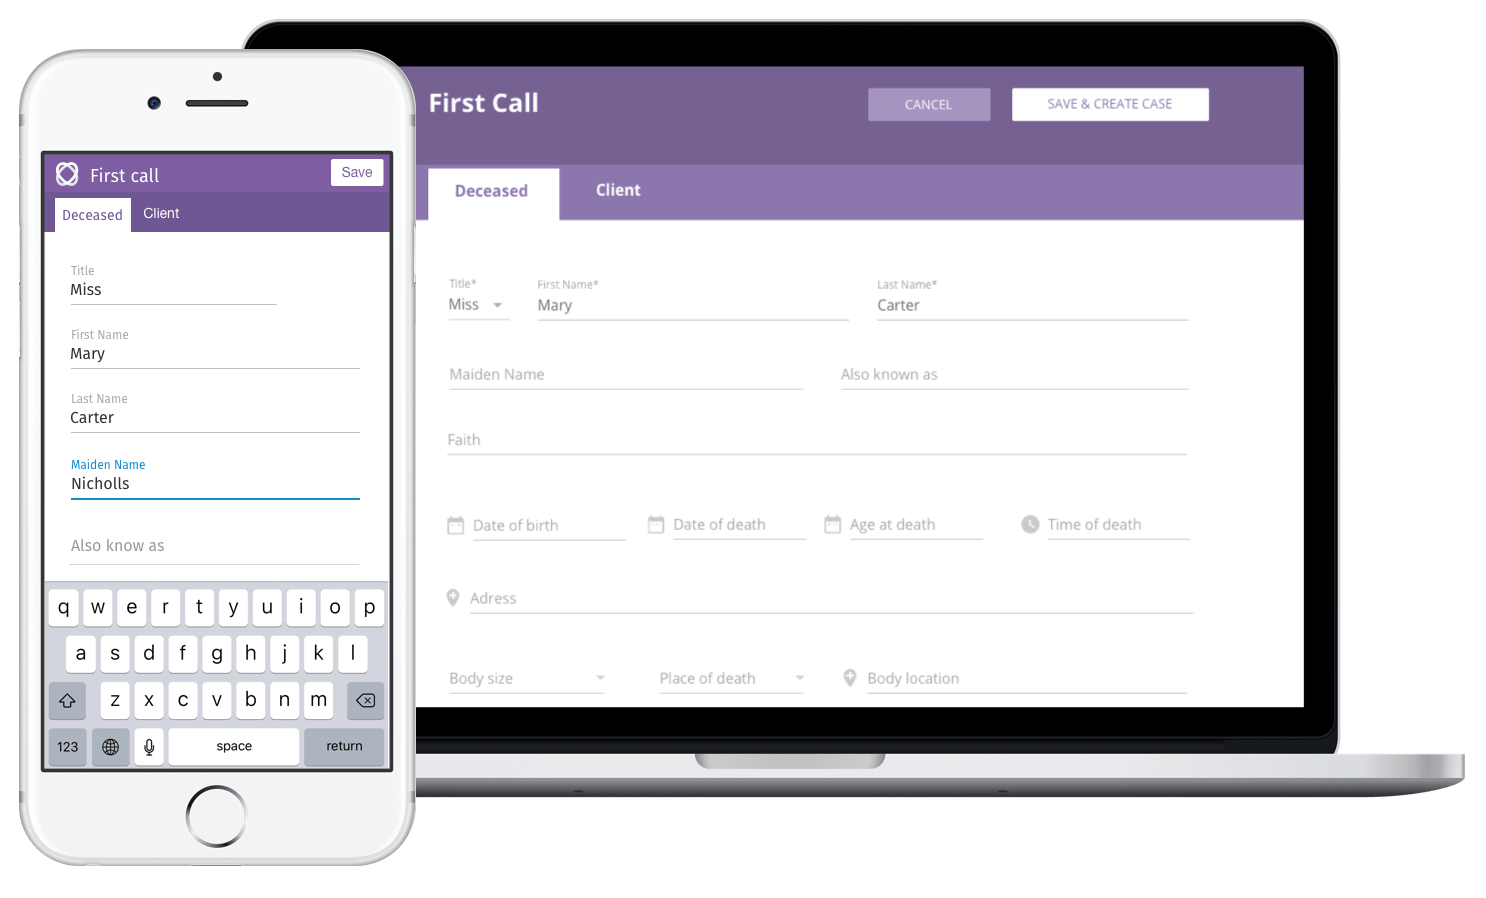 First call
Save
Deceased Client
Title
Miss
First Name
Mary
Last Name
Carter
Maiden Name
Nicholls
Also know as
q w e r t y u i o p
a s d f g h j k l
z x c v b n m
123 space return
First Call
CANCEL SAVE & CREATE CASE
Deceased Client
Title* First Name* Last Name*
Miss Mary Carter
Maiden Name Also known as
Faith
Date of birth Date of death Age at death Time of death
Adress
Body size Place of death Body location